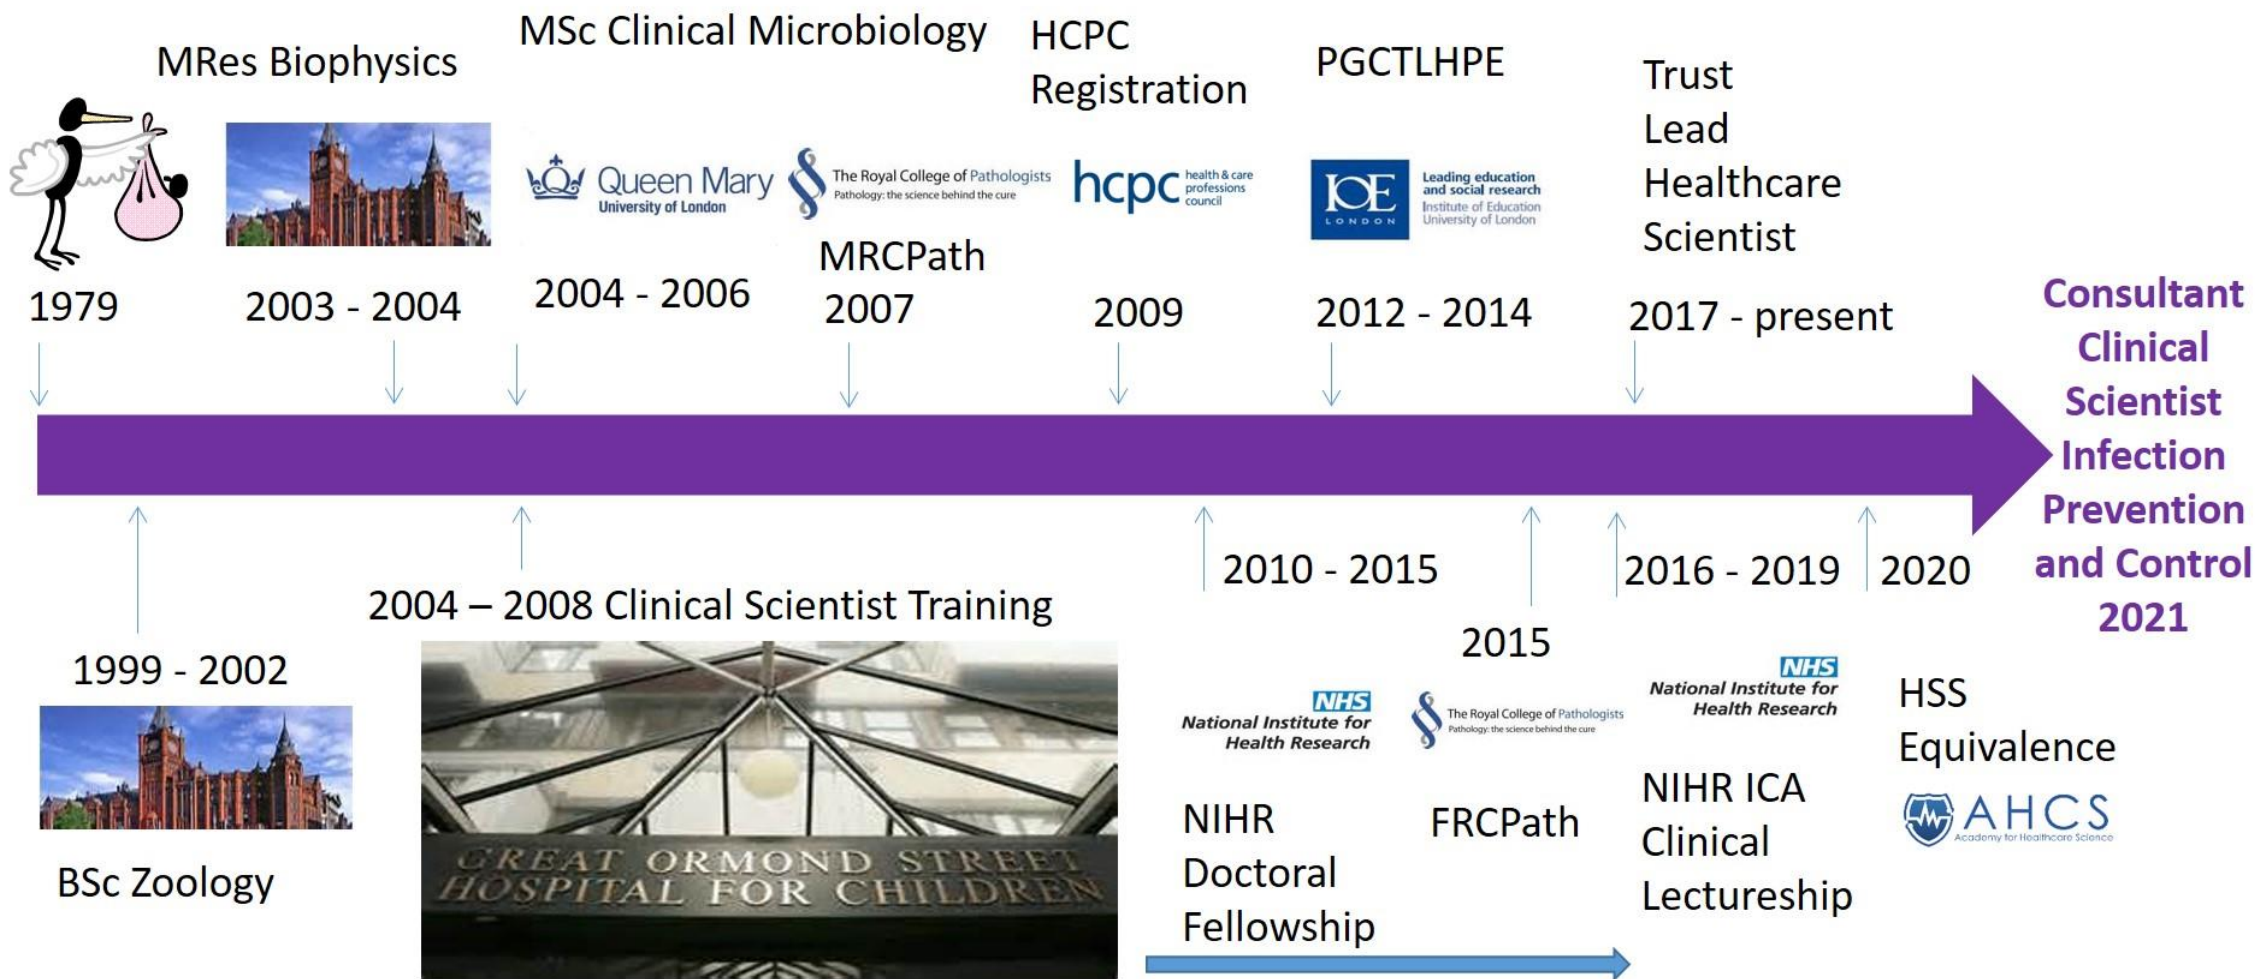 MRes Biophysics
MSc Clinical Microbiology
HCPC
Registration
PGCTLHPE
Trust
Lead
Healthcare
Scientist
Queen Mary
University of London
The Royal College of Pathologists
Pathology: the science behind the cure
hcpc
health & care
professions
council
IOE
LONDON
Leading education
and social research
Institute of Education
University of London
1979
2003 - 2004
2004 - 2006
MRCPath
2007
2009
2012 - 2014
2017 - present
Consultant
Clinical
Scientist
Infection
Prevention
and Control
2021
1999 - 2002
BSc Zoology
2004 – 2008 Clinical Scientist Training
GREAT ORMOND STREET
HOSPITAL FOR CHILDREN
2010 - 2015
NHS
National Institute for
Health Research
NIHR
Doctoral
Fellowship
2015
The Royal College of Pathologists
Pathology: the science behind the cure
FRCPath
2016 - 2019
NHS
National Institute for
Health Research
NIHR ICA
Clinical
Lectureship
2020
HSS
Equivalence
AHCS
Academy for Healthcare Science